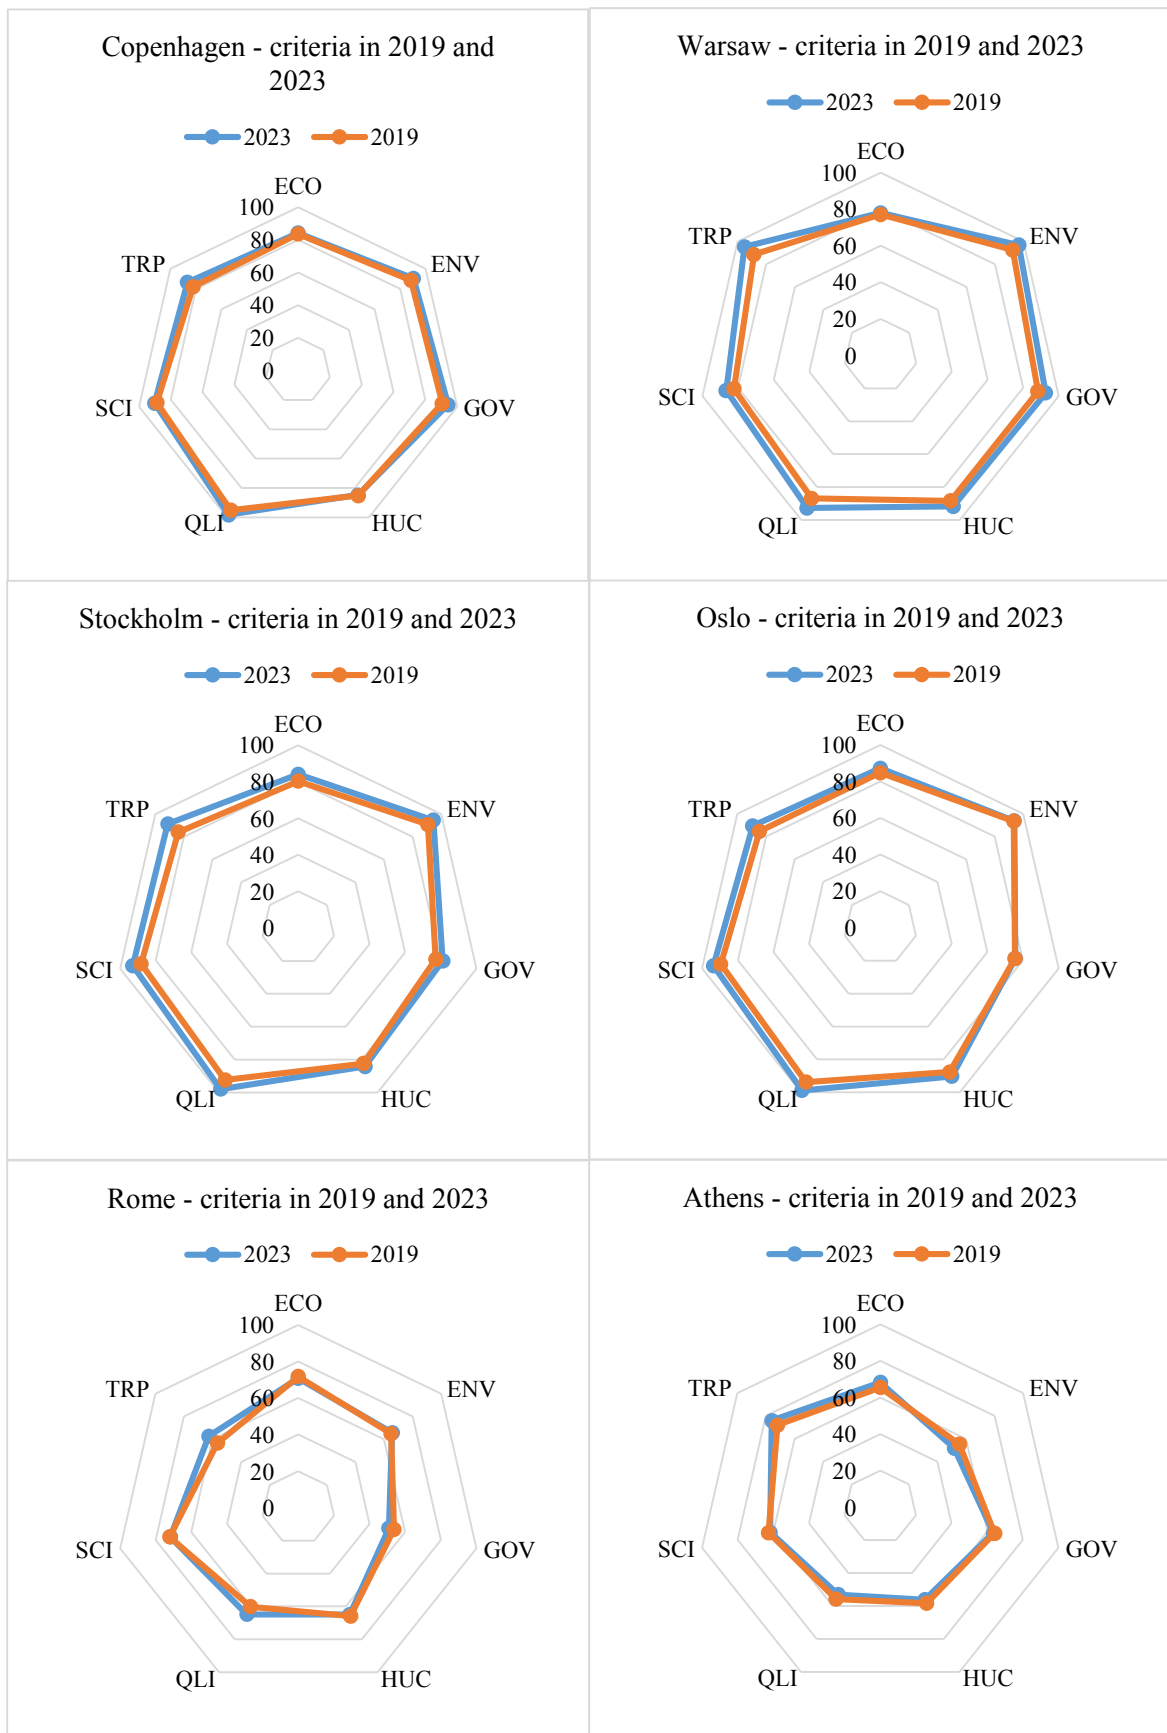 Copenhagen - criteria in 2019 and
2023
2023 2019
ECO
100
80
60
40
20
0
ENV
GOV
HUC
QLI
SCI
TRP
Warsaw - criteria in 2019 and 2023
2023 2019
ECO
100
80
60
40
20
0
ENV
GOV
HUC
QLI
SCI
TRP
Stockholm - criteria in 2019 and 2023
2023 2019
ECO
100
80
60
40
20
0
ENV
GOV
HUC
QLI
SCI
TRP
Oslo - criteria in 2019 and 2023
2023 2019
ECO
100
80
60
40
20
0
ENV
GOV
HUC
QLI
SCI
TRP
Rome - criteria in 2019 and 2023
2023 2019
ECO
100
80
60
40
20
0
ENV
GOV
HUC
QLI
SCI
TRP
Athens - criteria in 2019 and 2023
2023 2019
ECO
100
80
60
40
20
0
ENV
GOV
HUC
QLI
SCI
TRP